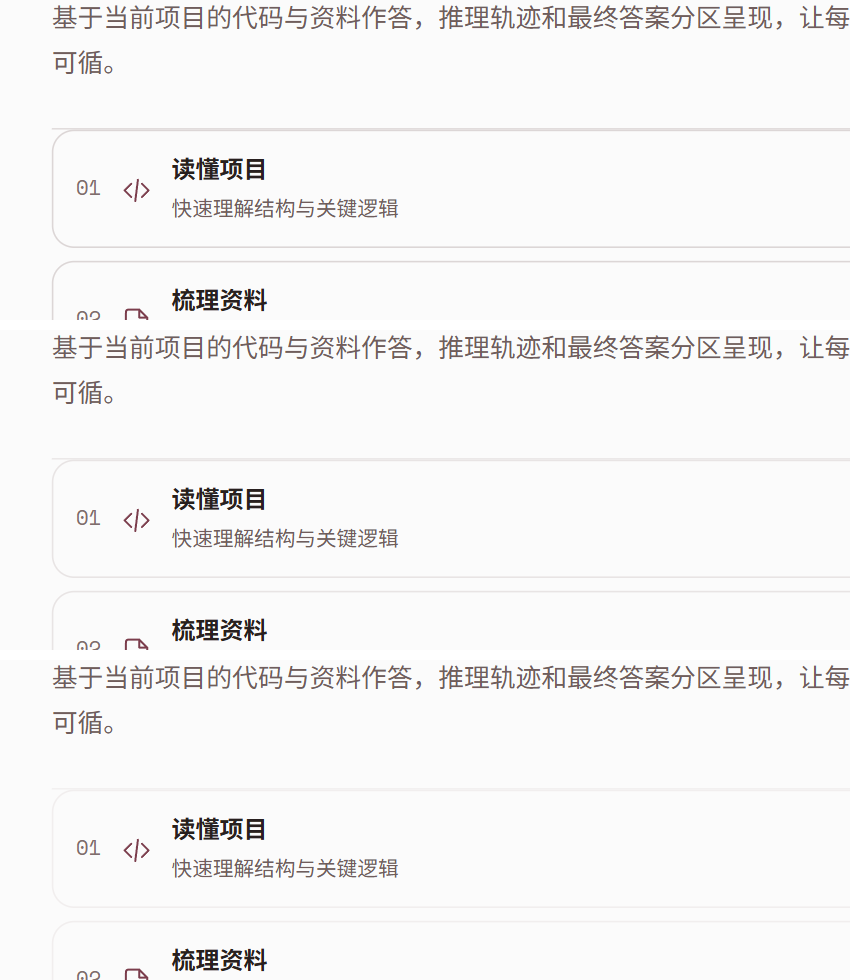 基于当前项目的代码与资料作答，推理轨迹和最终答案分区呈现，让每
可循。
01
读懂项目
快速理解结构与关键逻辑
梳理资料
基于当前项目的代码与资料作答，推理轨迹和最终答案分区呈现，让每
可循。
01
读懂项目
快速理解结构与关键逻辑
梳理资料
基于当前项目的代码与资料作答，推理轨迹和最终答案分区呈现，让每
可循。
01
读懂项目
快速理解结构与关键逻辑
梳理资料